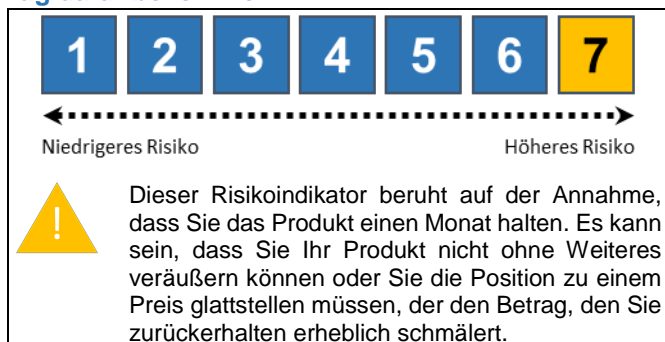 1 2 3 4 5 6 7
Niedrigeres Risiko Höheres Risiko
!
Dieser Risikoindikator beruht auf der Annahme,
dass Sie das Produkt einen Monat halten. Es kann
sein, dass Sie Ihr Produkt nicht ohne Weiteres
veräußern können oder Sie die Position zu einem
Preis glattstellen müssen, der den Betrag, den Sie
zurückerhalten erheblich schmälert.